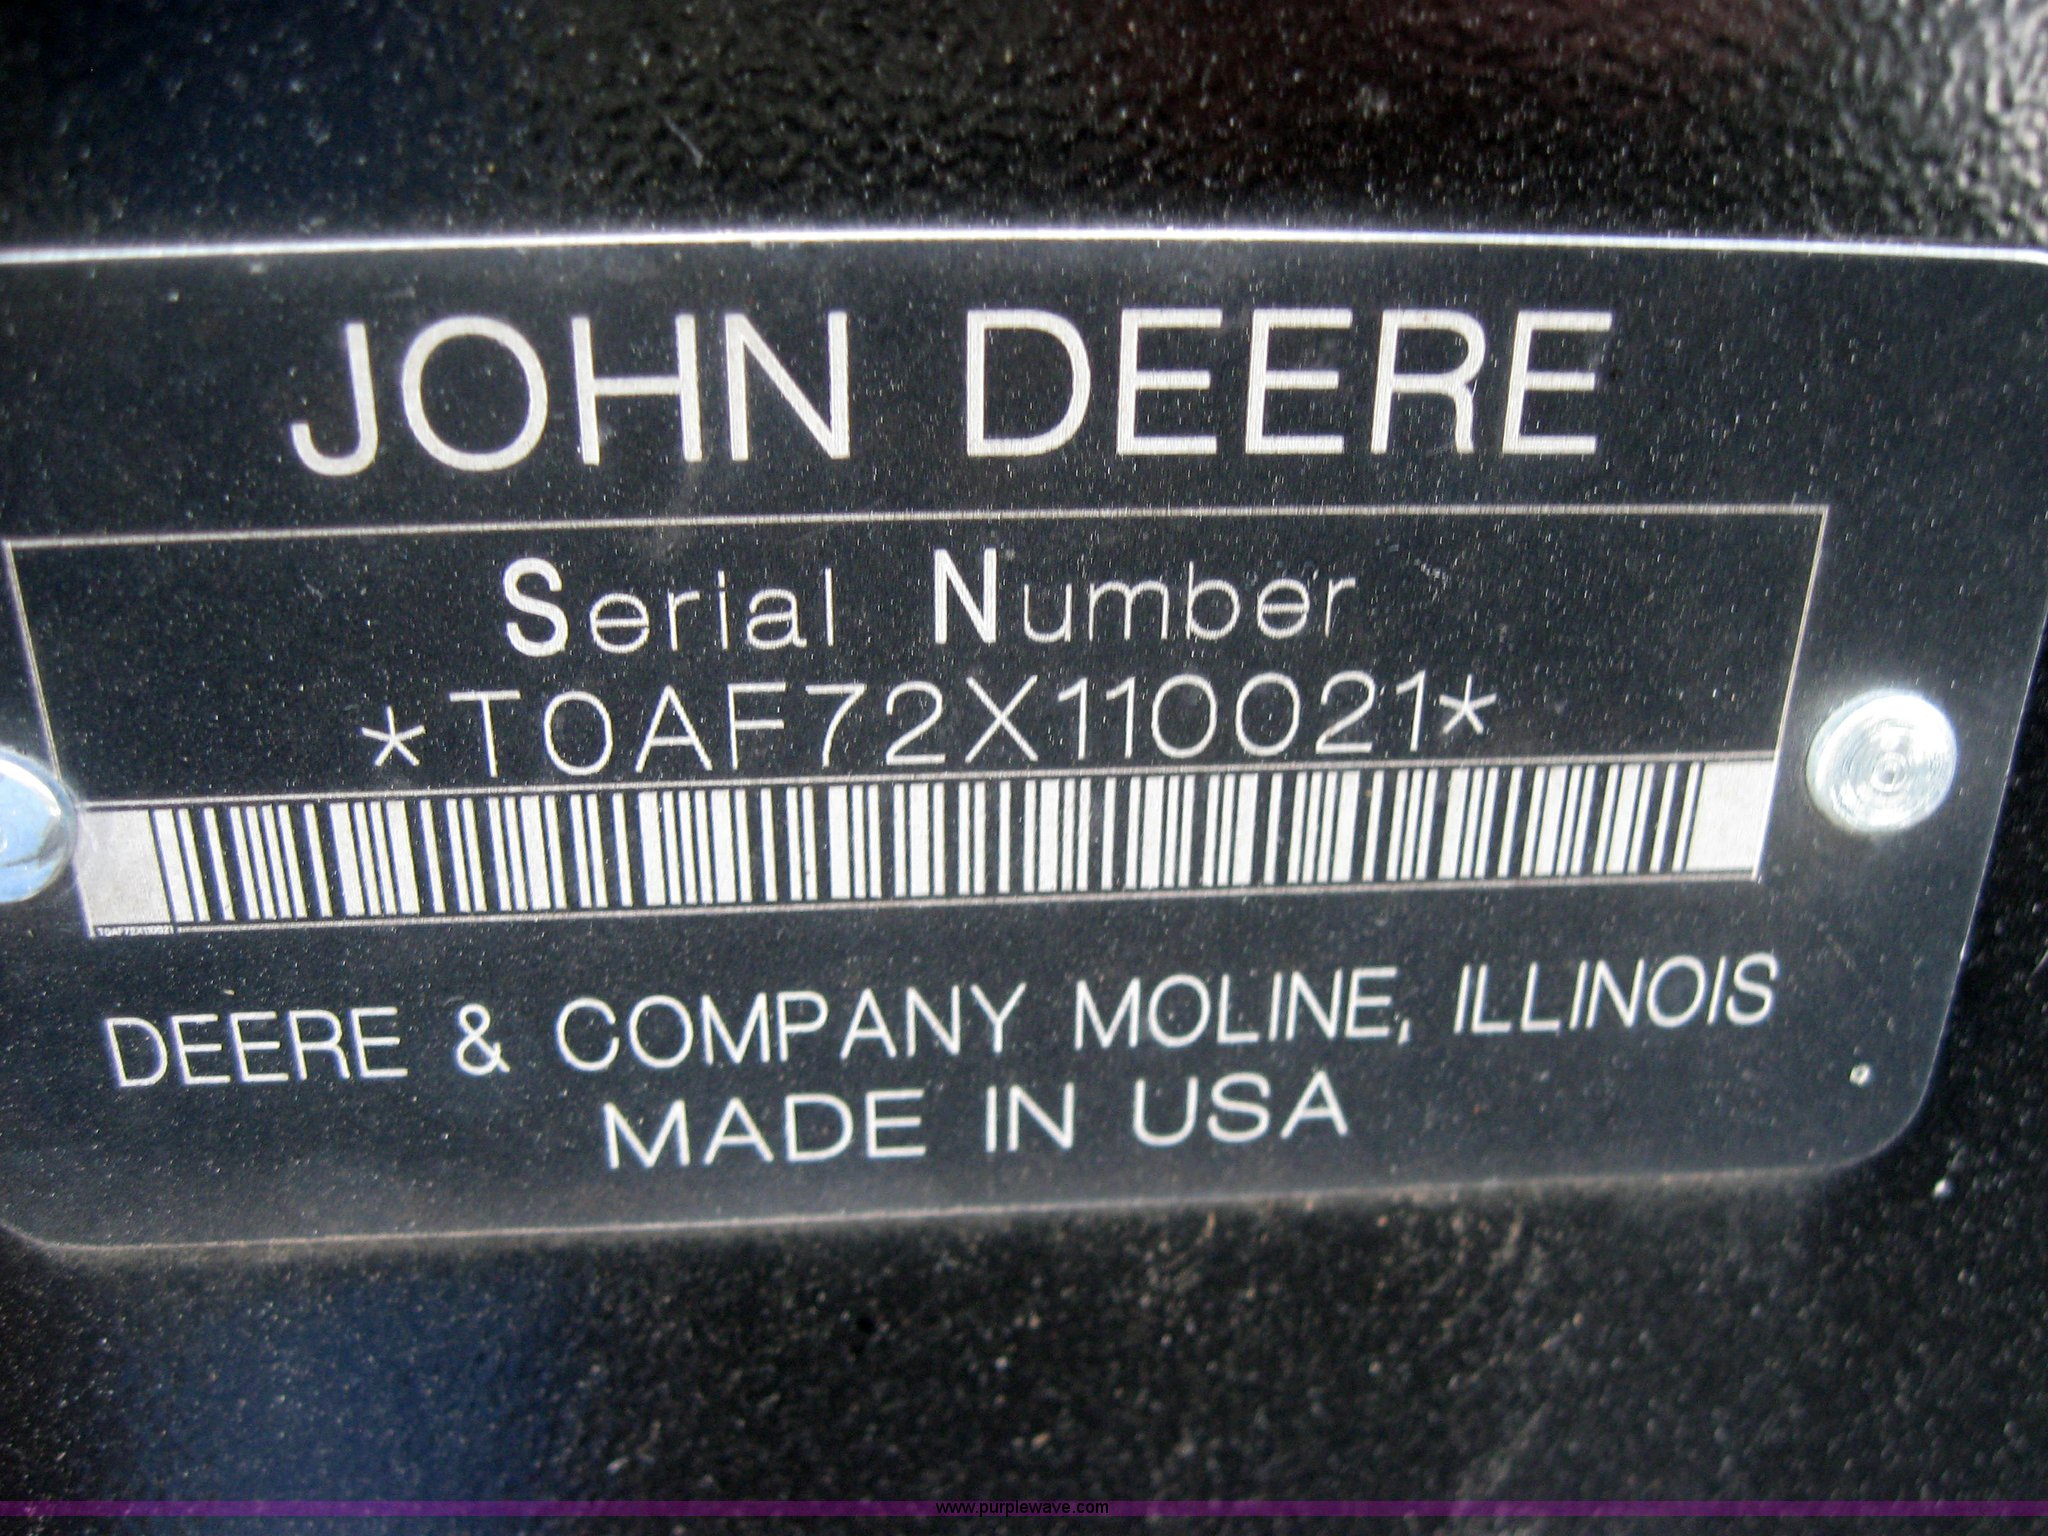 JOHN DEERE
Serial Number
*T0AF72X110021*
T0AF72X110021
DEERE & COMPANY MOLINE, ILLINOIS
MADE IN USA
www.purplewave.com